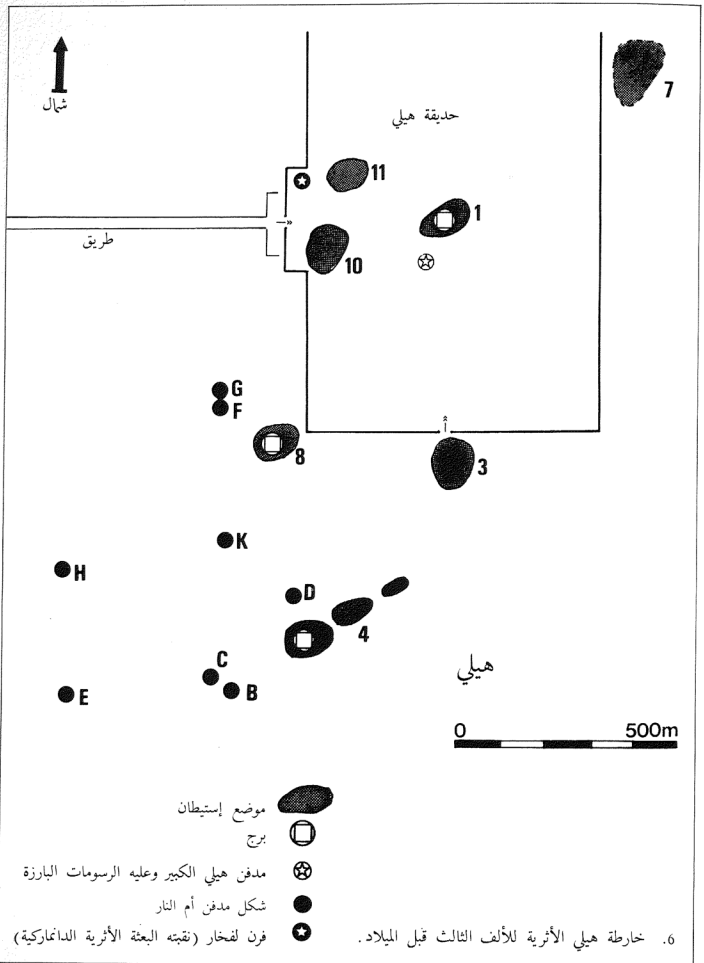 شمال
حديقة هيلي
7
11
1
10
طريق
G
F
8
3
K
H
D
4
C
B
E
هيلي
0 500m
موضع إستيطان
برج
مدفن هيلي الكبير وعليه الرسومات البارزة
شكل مدفن أم النار
فرن لفخار (نقبته البعثة الأثرية الدانماركية)
6. خارطة هيلي الأثرية للألف الثالث قبل الميلاد.